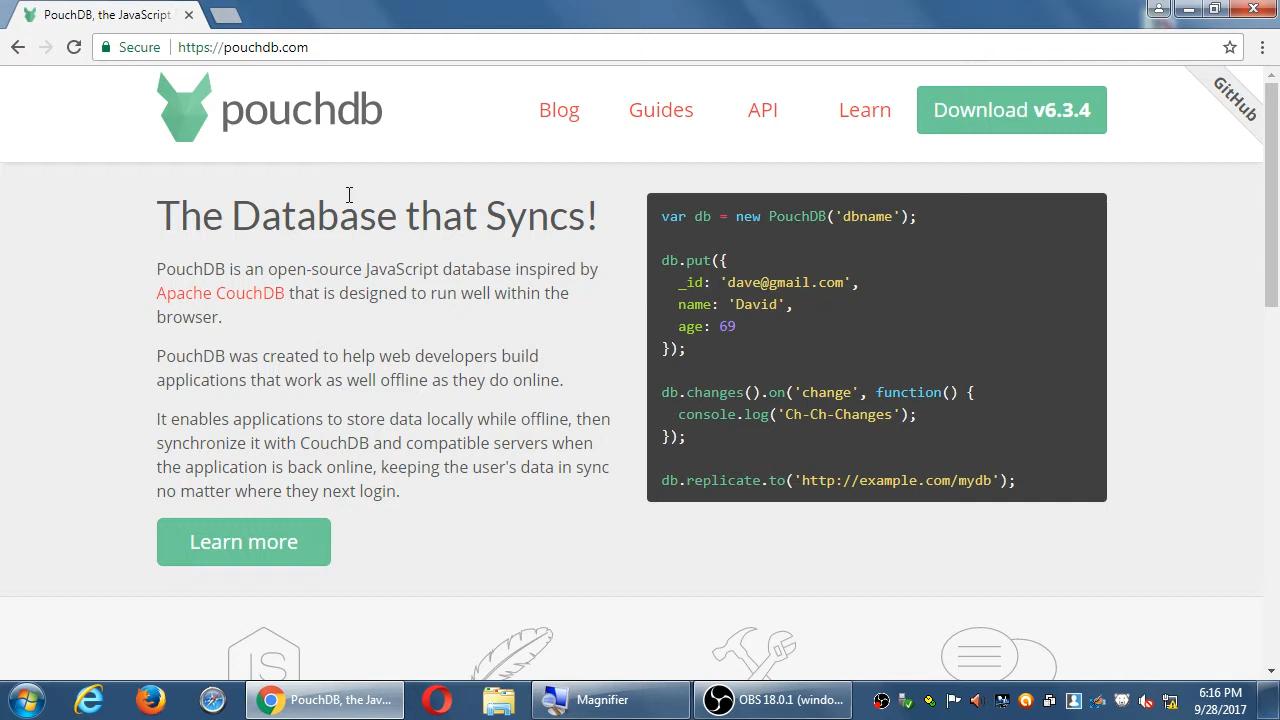 PouchDB, the JavaScript
Secure https://pouchdb.com
pouchdb
Blog Guides API Learn Download v6.3.4
GitHub
The Database that Syncs!
PouchDB is an open-source JavaScript database inspired by
Apache CouchDB that is designed to run well within the
browser.
PouchDB was created to help web developers build
applications that work as well offline as they do online.
It enables applications to store data locally while offline, then
synchronize it with CouchDB and compatible servers when
the application is back online, keeping the user's data in sync
no matter where they next login.
Learn more
var db = new PouchDB('dbname');
db.put({
_id: 'dave@gmail.com',
name: 'David',
age: 69
});
db.changes().on('change', function() {
console.log('Ch-Ch-Changes');
});
db.replicate.to('http://example.com/mydb');
JS
PouchDB, the Jav...
Magnifier
OBS 18.0.1 (windo...
6:16 PM
9/28/2017